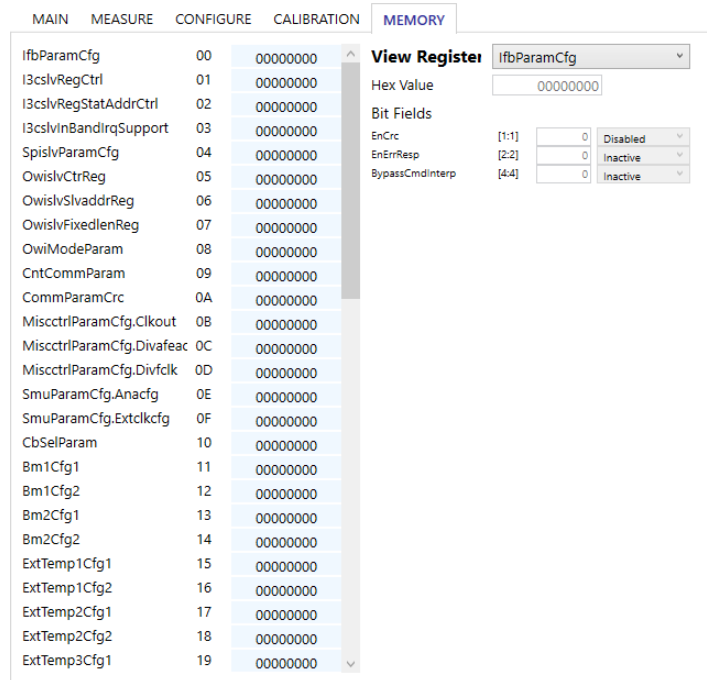 MAIN MEASURE CONFIGURE CALIBRATION MEMORY
IfbParamCfg 00 00000000
I3cslvRegCtrl 01 00000000
I3cslvRegStatAddrCtrl 02 00000000
I3cslvInBandIrqSupport 03 00000000
SpislvParamCfg 04 00000000
OwislvCtrReg 05 00000000
OwislvSlvaddrReg 06 00000000
OwislvFixedlenReg 07 00000000
OwiModeParam 08 00000000
CntCommParam 09 00000000
CommParamCrc 0A 00000000
MiscctrlParamCfg.Clkout 0B 00000000
MiscctrlParamCfg.Divafeac 0C 00000000
MiscctrlParamCfg.Divfclk 0D 00000000
SmuParamCfg.Anacfg 0E 00000000
SmuParamCfg.Extclkcfg 0F 00000000
CbSelParam 10 00000000
Bm1Cfg1 11 00000000
Bm1Cfg2 12 00000000
Bm2Cfg1 13 00000000
Bm2Cfg2 14 00000000
ExtTemp1Cfg1 15 00000000
ExtTemp1Cfg2 16 00000000
ExtTemp2Cfg1 17 00000000
ExtTemp2Cfg2 18 00000000
ExtTemp3Cfg1 19 00000000
View Register IfbParamCfg
Hex Value 00000000
Bit Fields
EnCrc [1:1] 0 Disabled
EnErrResp [2:2] 0 Inactive
BypassCmdInterp [4:4] 0 Inactive